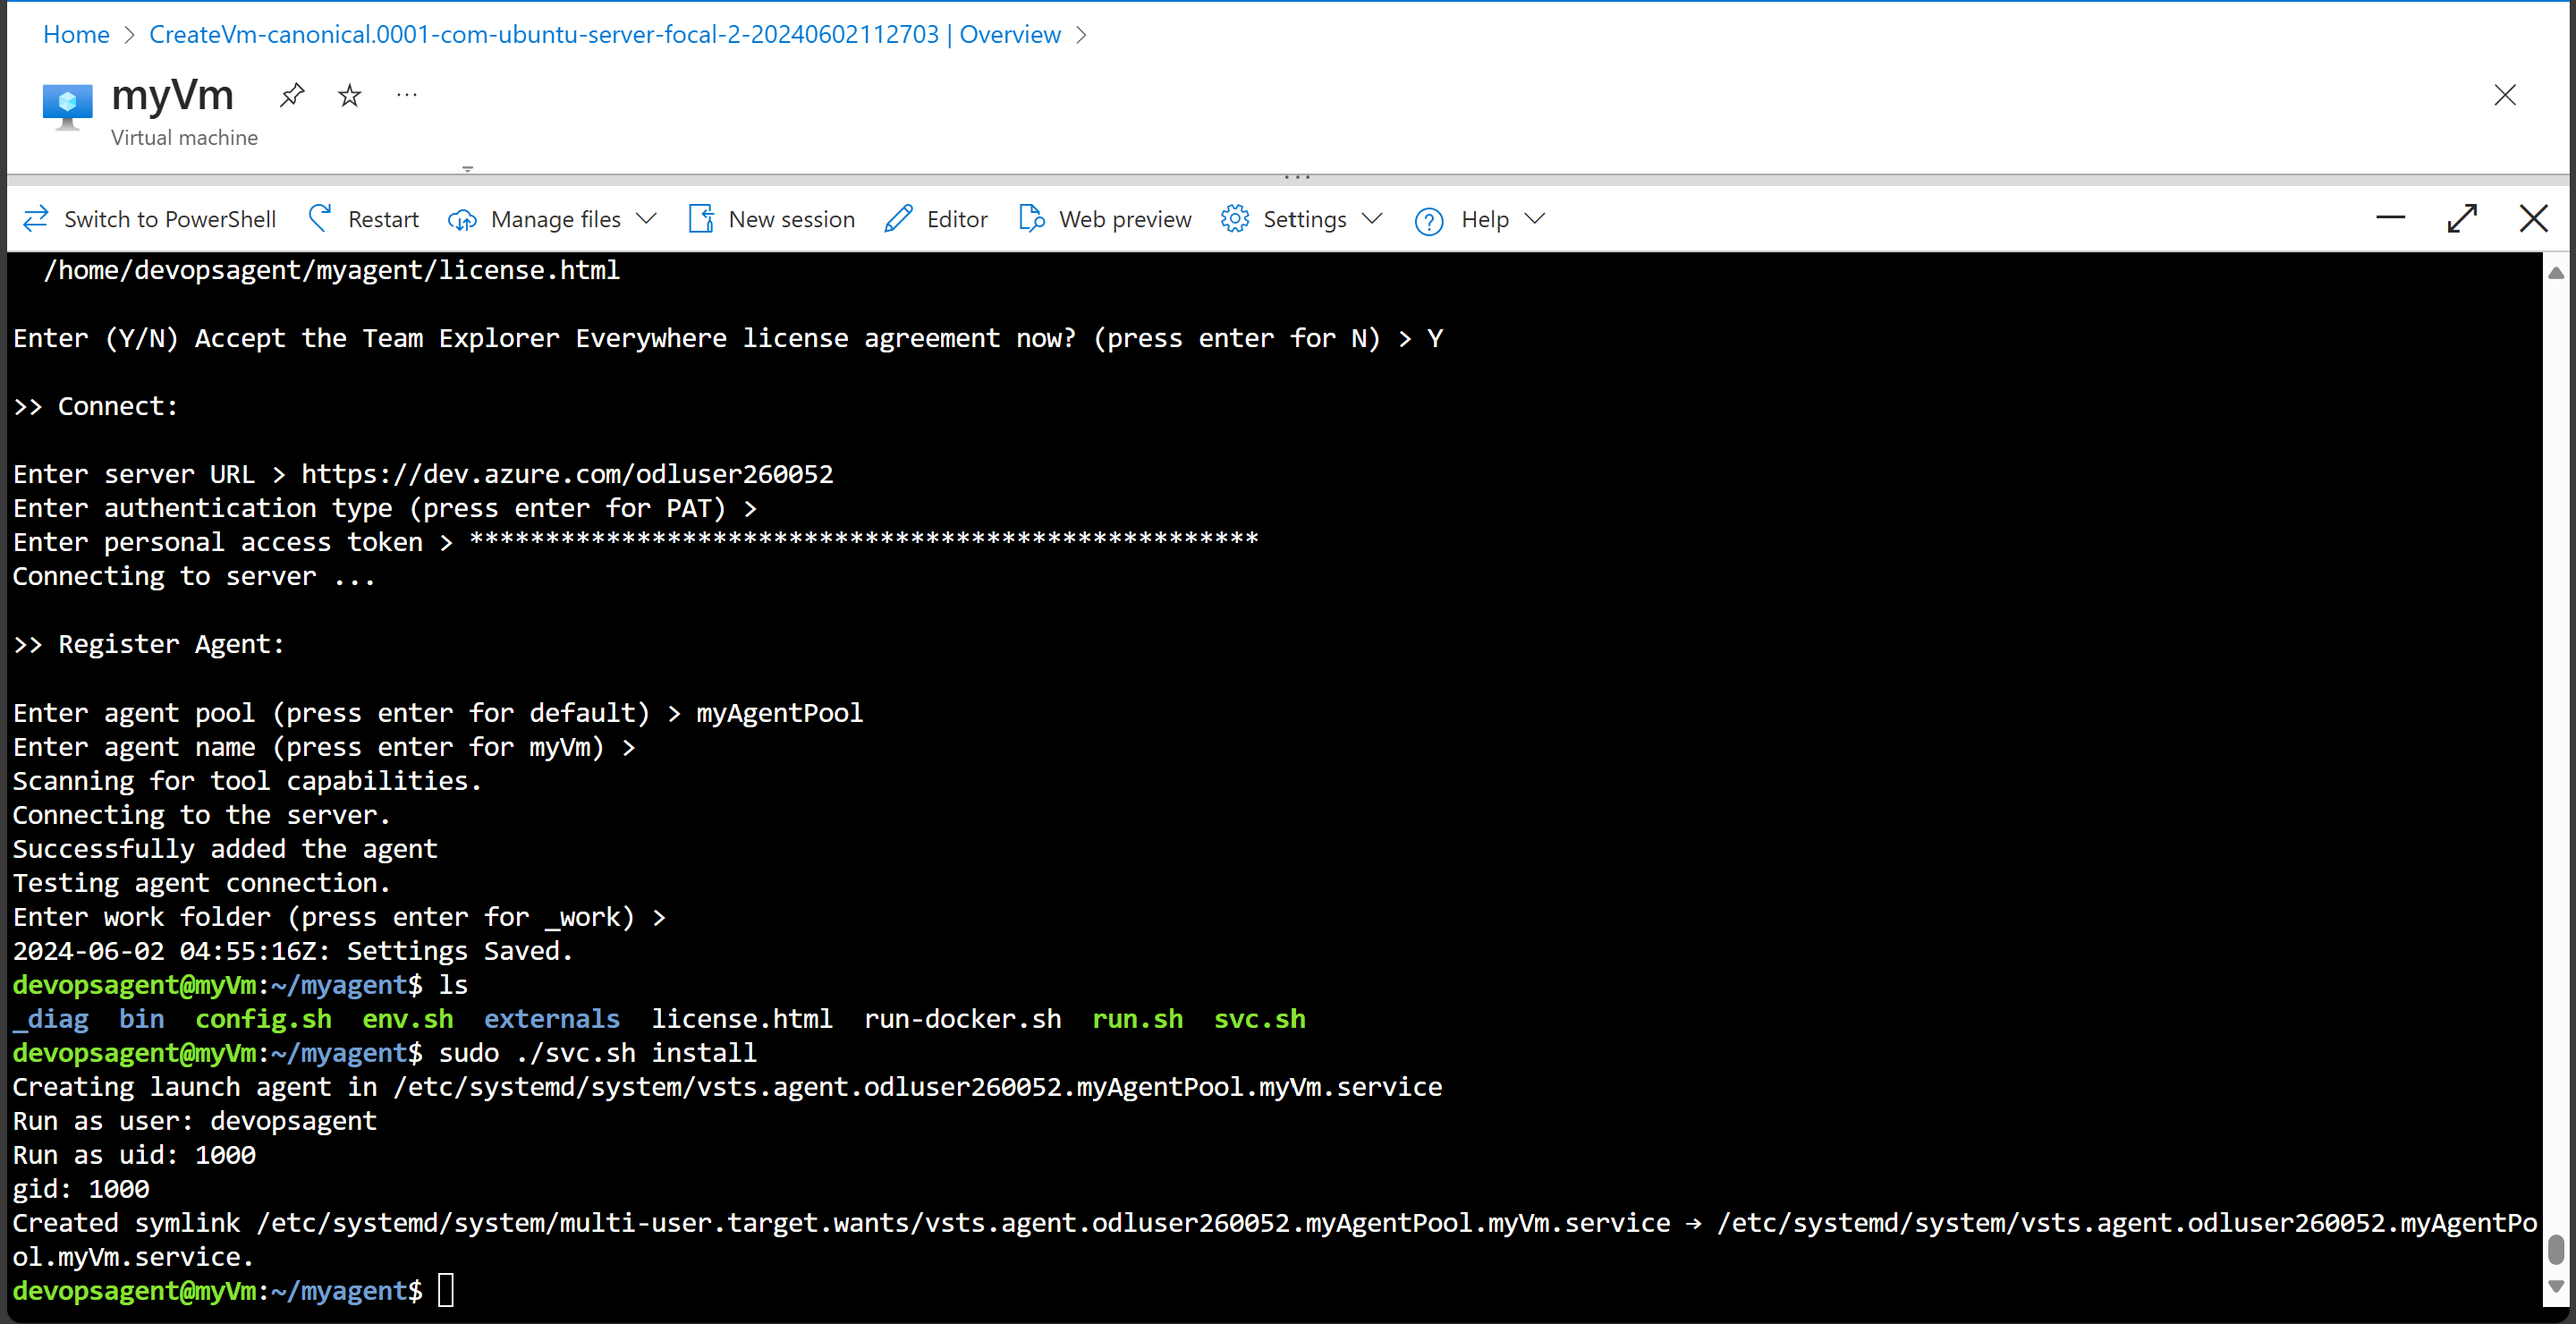 Home > CreateVm-canonical.0001-com-ubuntu-server-focal-2-20240602112703 | Overview >
myVm
Virtual machine
Switch to PowerShell Restart Manage files New session Editor Web preview Settings Help
/home/devopsagent/myagent/license.html
Enter (Y/N) Accept the Team Explorer Everywhere license agreement now? (press enter for N) > Y
>> Connect:
Enter server URL > https://dev.azure.com/odluser260052
Enter authentication type (press enter for PAT) >
Enter personal access token > ****************************************************
Connecting to server ...
>> Register Agent:
Enter agent pool (press enter for default) > myAgentPool
Enter agent name (press enter for myVm) >
Scanning for tool capabilities.
Connecting to the server.
Successfully added the agent
Testing agent connection.
Enter work folder (press enter for _work) >
2024-06-02 04:55:16Z: Settings Saved.
devopsagent@myVm:~/myagent$ ls
_diag bin config.sh env.sh externals license.html run-docker.sh run.sh svc.sh
devopsagent@myVm:~/myagent$ sudo ./svc.sh install
Creating launch agent in /etc/systemd/system/vsts.agent.odluser260052.myAgentPool.myVm.service
Run as user: devopsagent
Run as uid: 1000
gid: 1000
Created symlink /etc/systemd/system/multi-user.target.wants/vsts.agent.odluser260052.myAgentPool.myVm.service → /etc/systemd/system/vsts.agent.odluser260052.myAgentPo
ol.myVm.service.
devopsagent@myVm:~/myagent$